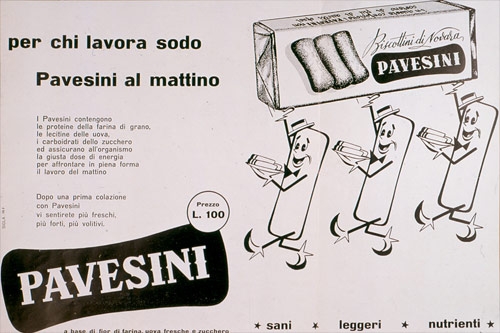 per chi lavora sodo
Pavesini al mattino
I Pavesini contengono
le proteine della farina di grano,
le lecitine delle uova,
i carboidrati dello zucchero
ed assicurano all'organismo
la giusta dose di energia
per affrontare in piena forma
il lavoro del mattino
Dopo una prima colazione
con Pavesini
vi sentirete più freschi,
più forti, più volitivi.
Prezzo
L. 100
PAVESINI
a base di fior di farina, uova fresche e zucchero
Biscottini di Novara
PAVESINI
★ sani ★ leggeri ★ nutrienti ★